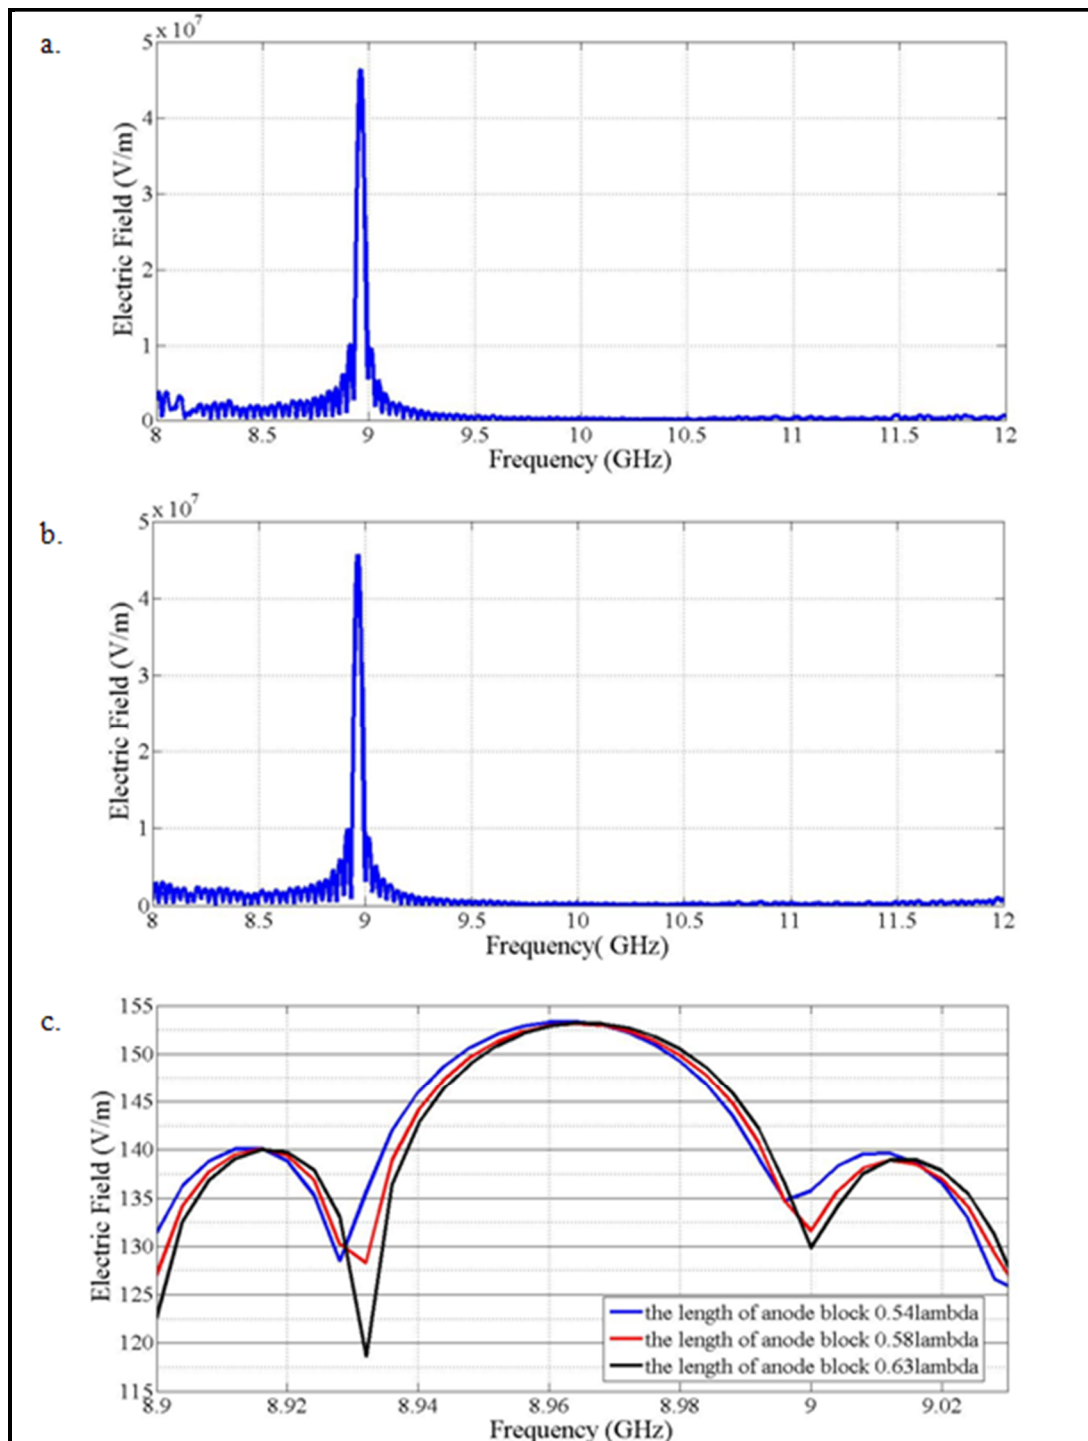 a.
5 x 10^7
4
3
2
1
0
Electric Field (V/m)
8 8.5 9 9.5 10 10.5 11 11.5 12
Frequency (GHz)
b.
5 x 10^7
4
3
2
1
0
Electric Field (V/m)
8 8.5 9 9.5 10 10.5 11 11.5 12
Frequency( GHz)
c.
155
150
145
140
135
130
125
120
115
Electric Field (V/m)
the length of anode block 0.54lambda
the length of anode block 0.58lambda
the length of anode block 0.63lambda
8.9 8.92 8.94 8.96 8.98 9 9.02
Frequency (GHz)